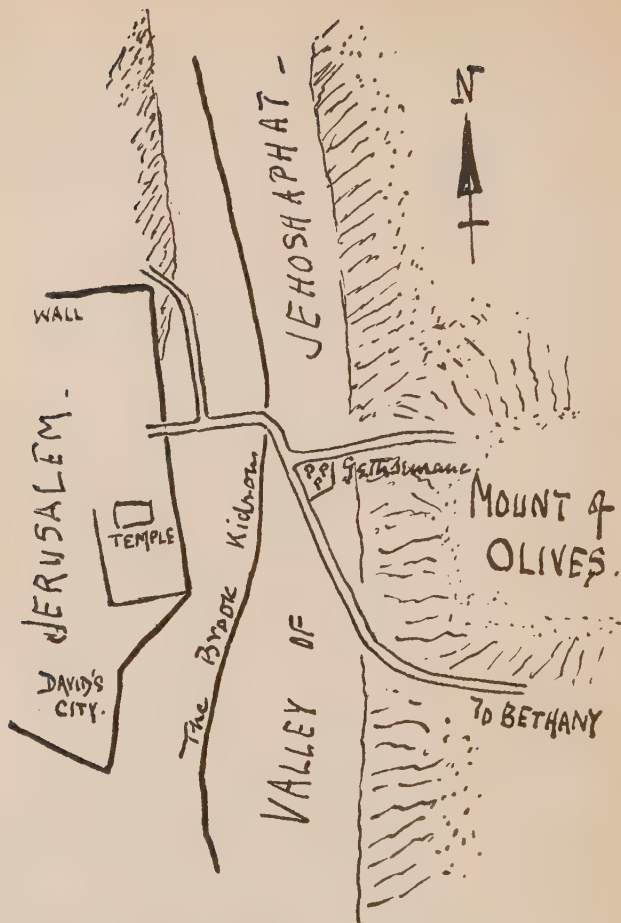 N
JEHOSHAPHAT-
WALL
JERUSALEM.
Gethsemane
MOUNT of
OLIVES.
TEMPLE
The Brook Kidron
VALLEY OF
DAVID'S
CITY.
TO BETHANY